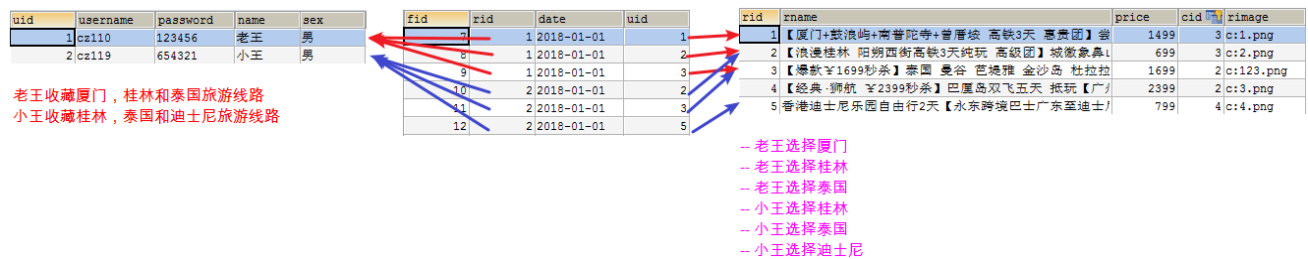 uid username password name sex
1 cz110 123456 老王 男
2 cz119 654321 小王 男
老王收藏厦门，桂林和泰国旅游线路
小王收藏桂林，泰国和迪士尼旅游线路
fid rid date uid
7 1 2018-01-01 1
8 1 2018-01-01 2
9 1 2018-01-01 3
10 2 2018-01-01 2
11 2 2018-01-01 3
12 2 2018-01-01 5
rid rname price cid rimage
1 【厦门+鼓浪屿+南普陀寺+曾厝垵 高铁3天 惠贵团】尝 1499 3 c:1.png
2 【浪漫桂林 阳朔西街高铁3天纯玩 高级团】城徽象鼻山 699 3 c:2.png
3 【爆款￥1699秒杀】泰国 曼谷 芭堤雅 金沙岛 杜拉拉 1699 2 c:123.png
4 【经典·狮航 ￥2399秒杀】巴厘岛双飞五天 抵玩【广州 2399 2 c:3.png
5 香港迪士尼乐园自由行2天【永东跨境巴士广东至迪士尼 799 4 c:4.png
-- 老王选择厦门
-- 老王选择桂林
-- 老王选择泰国
-- 小王选择桂林
-- 小王选择泰国
-- 小王选择迪士尼